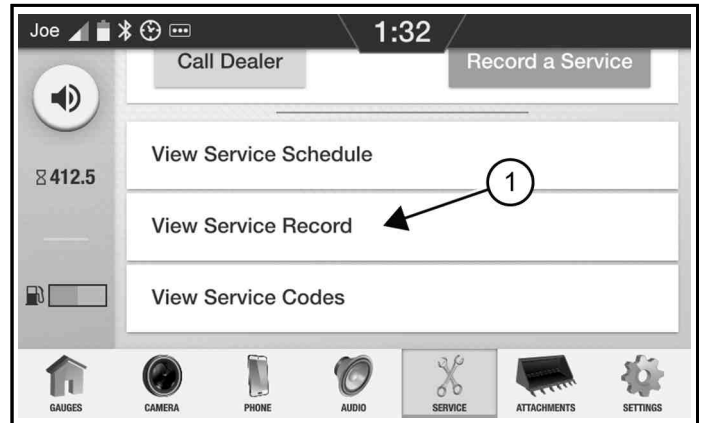 Joe 1:32
Call Dealer Record a Service
View Service Schedule
412.5
1
View Service Record
View Service Codes
GAUGES CAMERA PHONE AUDIO SERVICE ATTACHMENTS SETTINGS